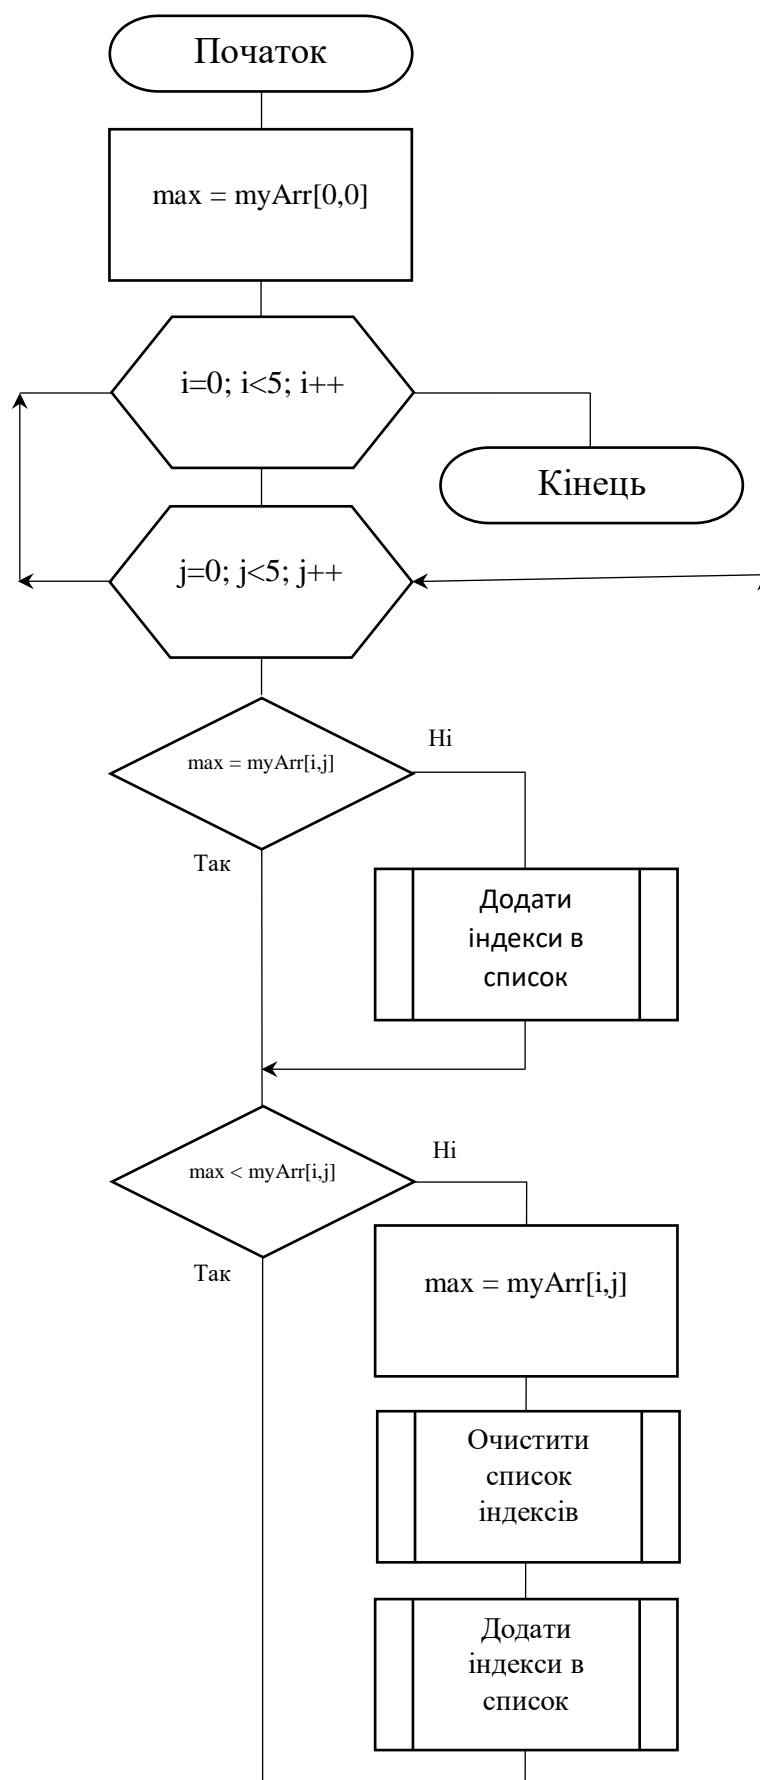 Початок
max = myArr[0,0]
i=0; i<5; i++
Кінець
j=0; j<5; j++
max = myArr[i,j]
Ні
Так
Додати
індекси в
список
max < myArr[i,j]
Ні
Так
max = myArr[i,j]
Очистити
список
індексів
Додати
індекси в
список